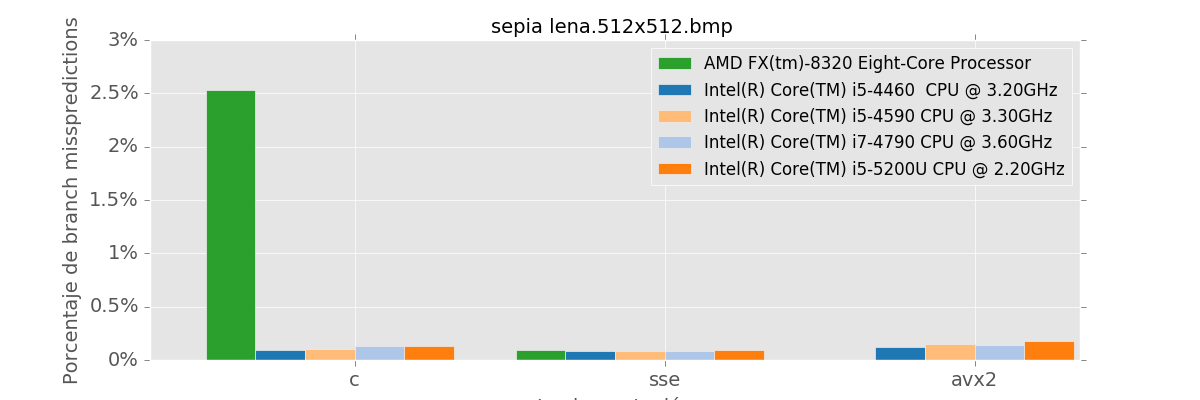 sepia lena.512x512.bmp
Porcentaje de branch misspredictions
3%
2.5%
2%
1.5%
1%
0.5%
0%
AMD FX(tm)-8320 Eight-Core Processor
Intel(R) Core(TM) i5-4460  CPU @ 3.20GHz
Intel(R) Core(TM) i5-4590 CPU @ 3.30GHz
Intel(R) Core(TM) i7-4790 CPU @ 3.60GHz
Intel(R) Core(TM) i5-5200U CPU @ 2.20GHz
c
sse
avx2